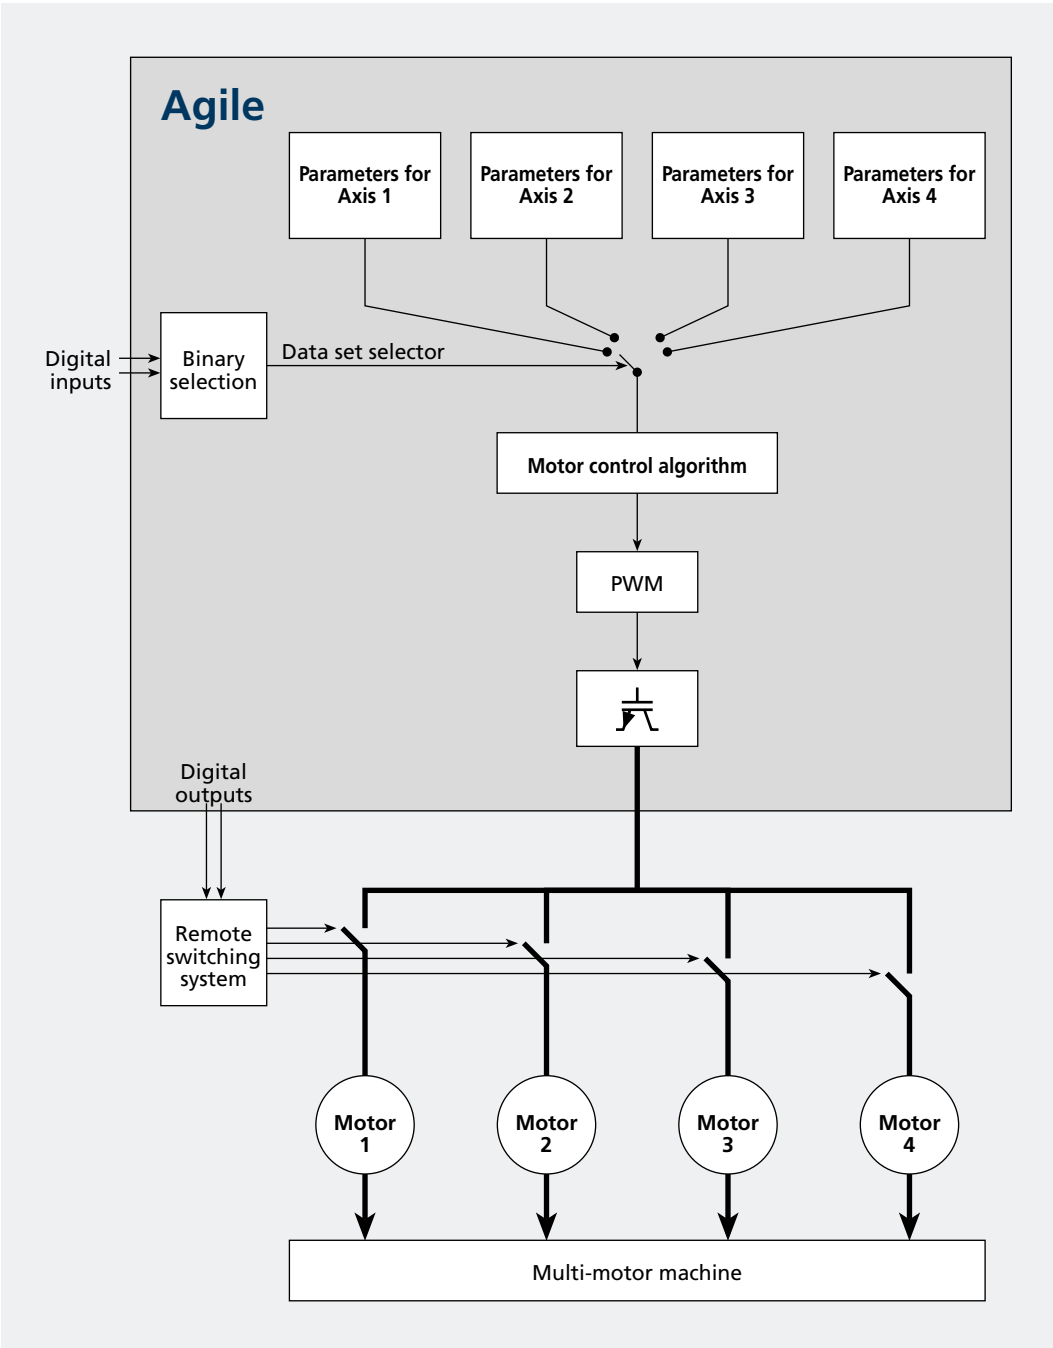 Agile
Parameters for
Axis 1
Parameters for
Axis 2
Parameters for
Axis 3
Parameters for
Axis 4
Digital
inputs
Binary
selection
Data set selector
Motor control algorithm
PWM
Digital
outputs
Remote
switching
system
Motor
1
Motor
2
Motor
3
Motor
4
Multi-motor machine